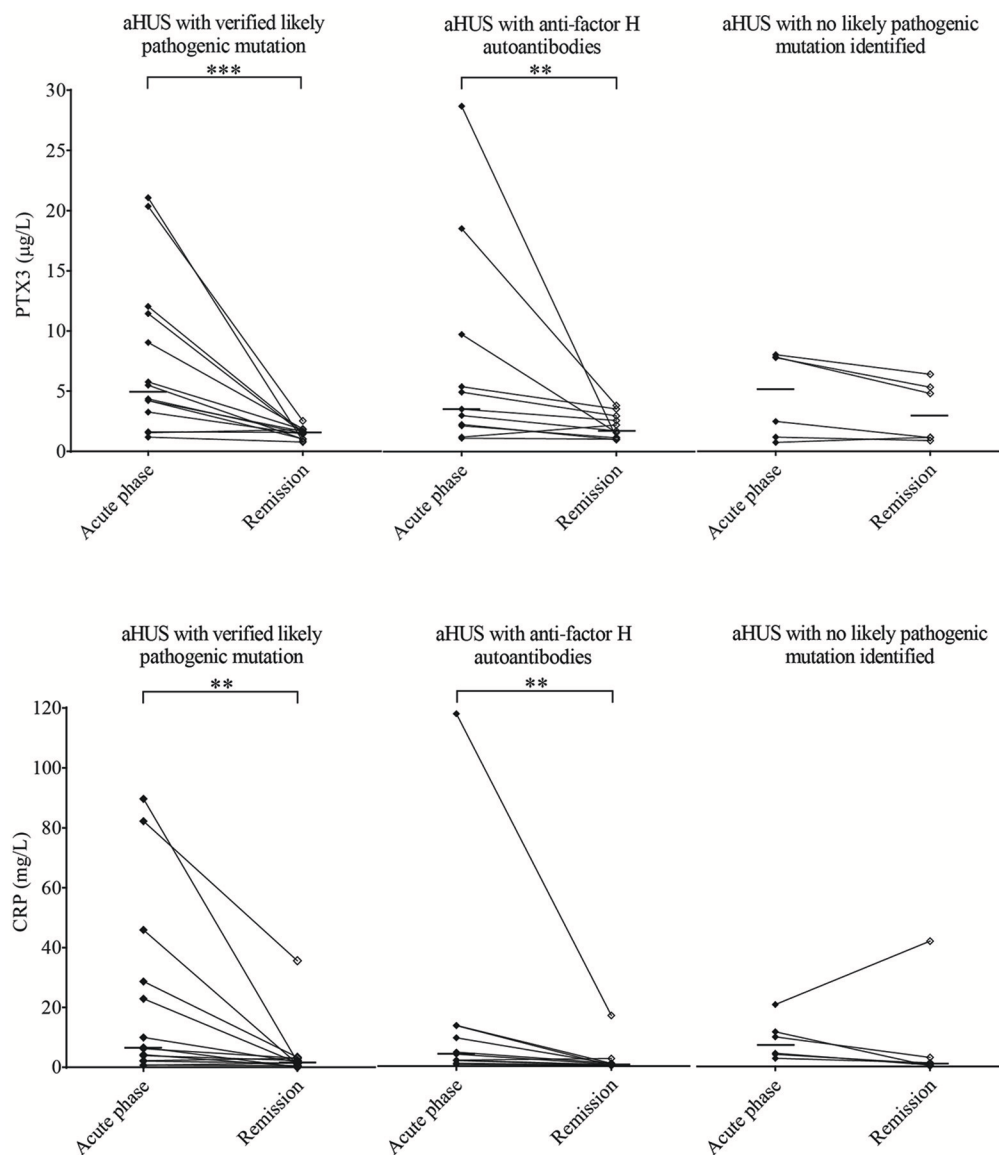 aHUS with verified likely
pathogenic mutation
aHUS with anti-factor H
autoantibodies
aHUS with no likely pathogenic
mutation identified
***
**
30
25
20
15
10
5
0
PTX3 (µg/L)
Acute phase
Remission
Acute phase
Remission
Acute phase
Remission
aHUS with verified likely
pathogenic mutation
aHUS with anti-factor H
autoantibodies
aHUS with no likely pathogenic
mutation identified
**
**
120
100
80
60
40
20
0
CRP (mg/L)
Acute phase
Remission
Acute phase
Remission
Acute phase
Remission